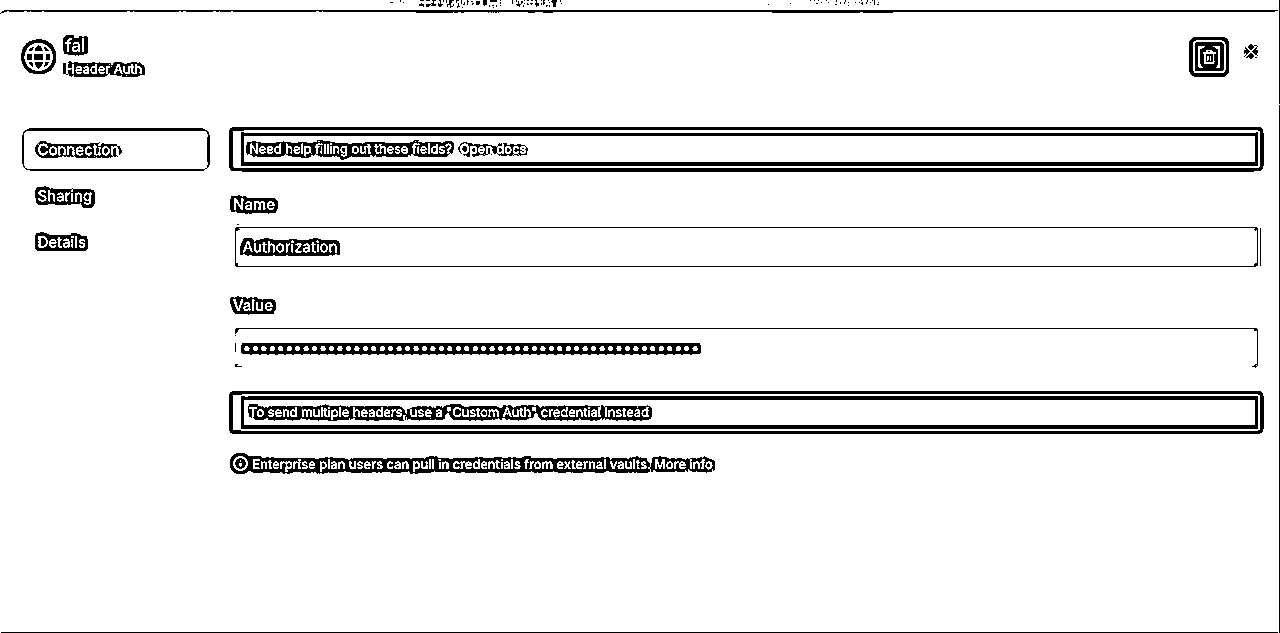 fal
Header Auth
Connection
Need help filling out these fields? Open docs
Sharing
Name
Details
Authorization
Value
To send multiple headers, use a "Custom Auth" credential instead
Enterprise plan users can pull in credentials from external vaults. More info